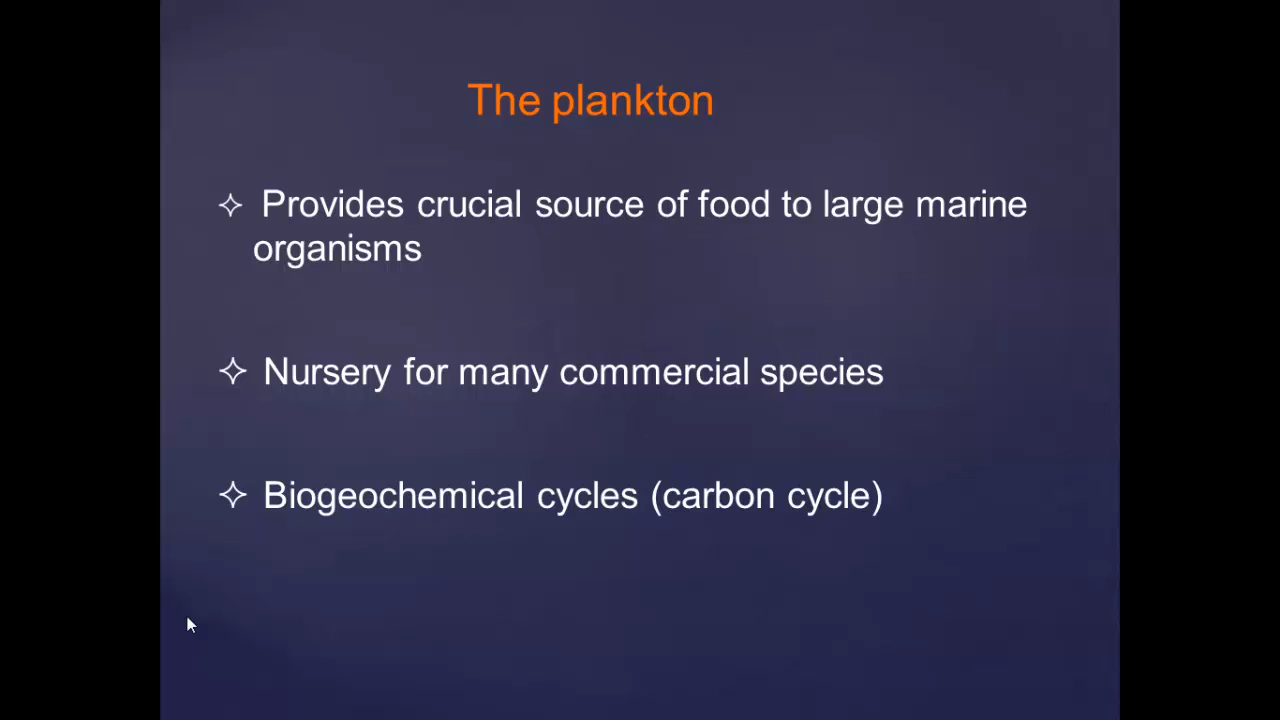 The plankton
✧ Provides crucial source of food to large marine
organisms
✧ Nursery for many commercial species
✧ Biogeochemical cycles (carbon cycle)